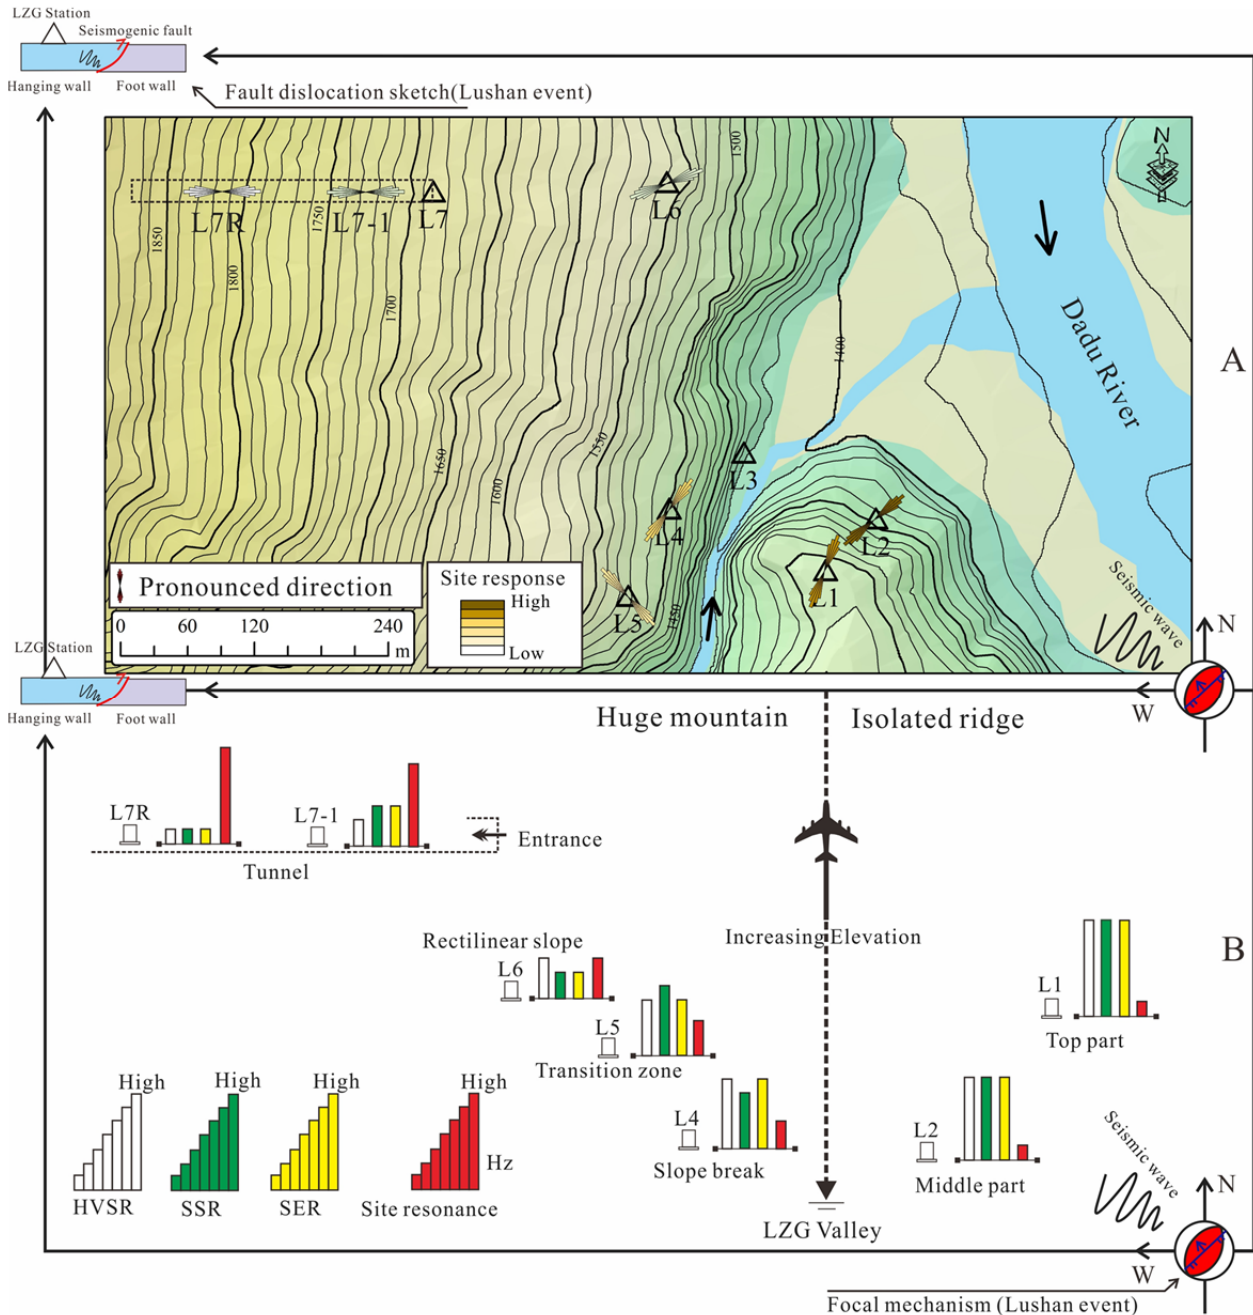 LZG Station
Seismogenic fault
Hanging wall
Foot wall
Fault dislocation sketch(Lushan event)
1500
N
L7R
L7-1
L7
L6
1850
1800
1750
1700
1400
Dadu River
A
1550
1650
1600
L3
L4
L2
L1
L5
1450
Pronounced direction
0 60 120 240
m
Site response
High
Low
Seismic wave
N
W
LZG Station
Hanging wall
Foot wall
Huge mountain
Isolated ridge
L7R
L7-1
Entrance
Tunnel
Increasing Elevation
B
Rectilinear slope
L6
L5
Transition zone
L1
Top part
L4
Slope break
L2
Middle part
High
High
High
High
Hz
HVSR
SSR
SER
Site resonance
LZG Valley
Seismic wave
N
W
Focal mechanism (Lushan event)